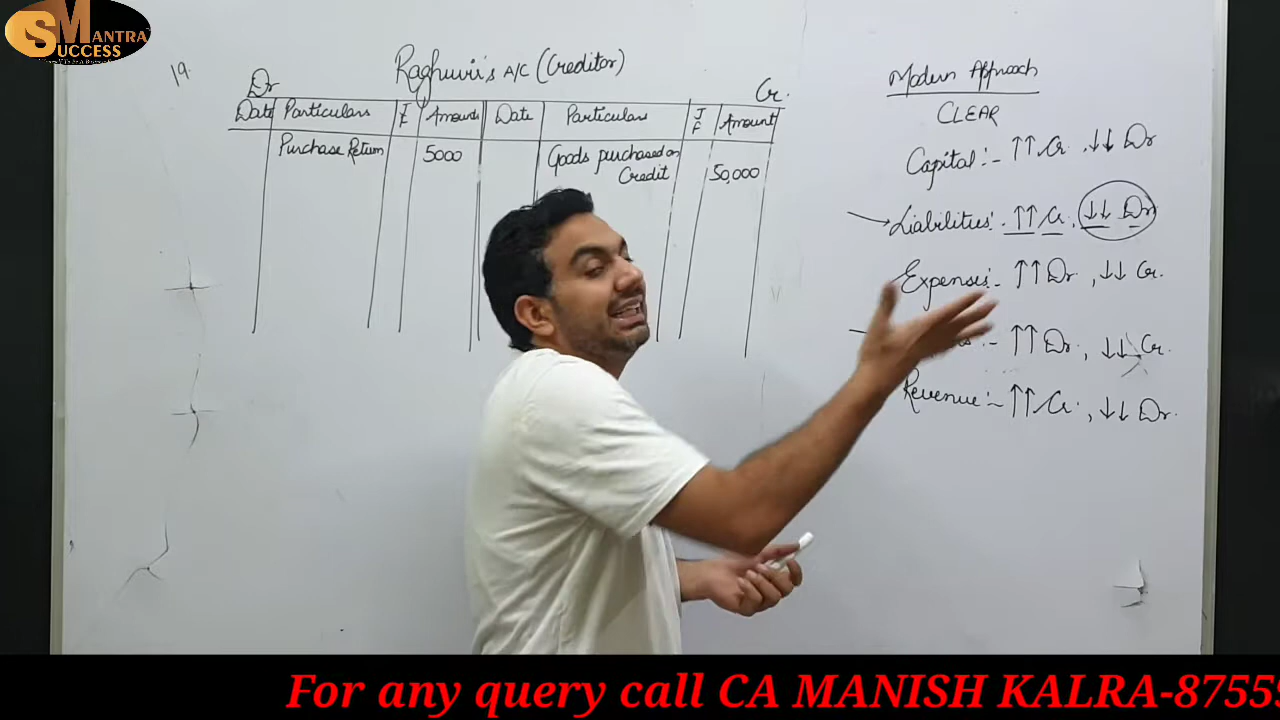 MANTRA
SUCCESS
19.
Raghuvir's A/C (Creditor)
Dr
Cr.
Date Particulars J F Amount Date Particulars J F Amount
Purchase Return 5000 Goods purchased on
Credit 50,000
Modern Approach
CLEAR
Capital :- ↑↑ Cr , ↓↓ Dr
Liabilities :- ↑↑ Cr , ↓↓ Dr
Expenses :- ↑↑ Dr , ↓↓ Cr.
:- ↑↑ Dr , ↓↓ Cr.
Revenue :- ↑↑ Cr. , ↓↓ Dr.
For any query call CA MANISH KALRA-8755